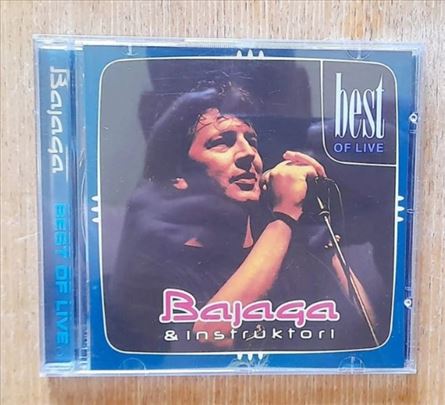 Bajaga BEST OF LIVE
best
OF LIVE
Bajaga
& instruktori